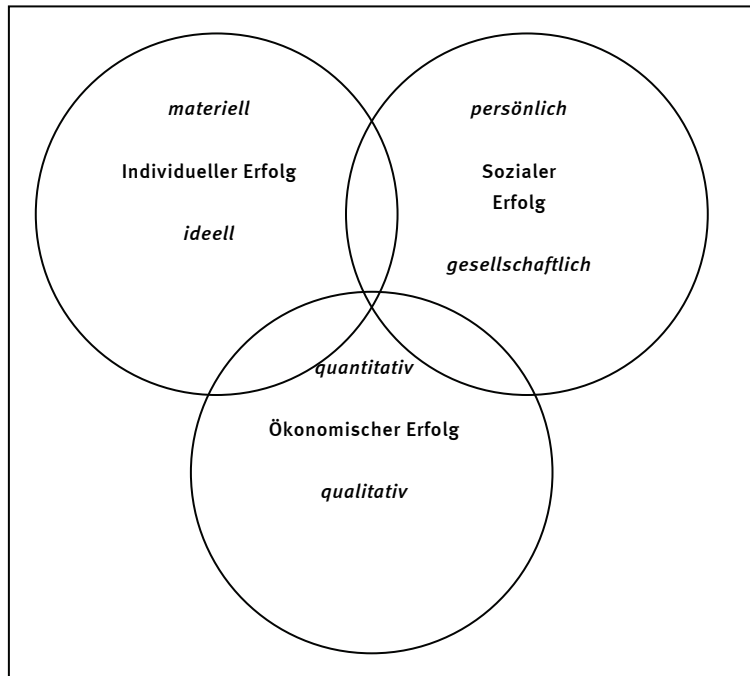 materiell
Individueller Erfolg
ideell
persönlich
Sozialer
Erfolg
gesellschaftlich
quantitativ
Ökonomischer Erfolg
qualitativ